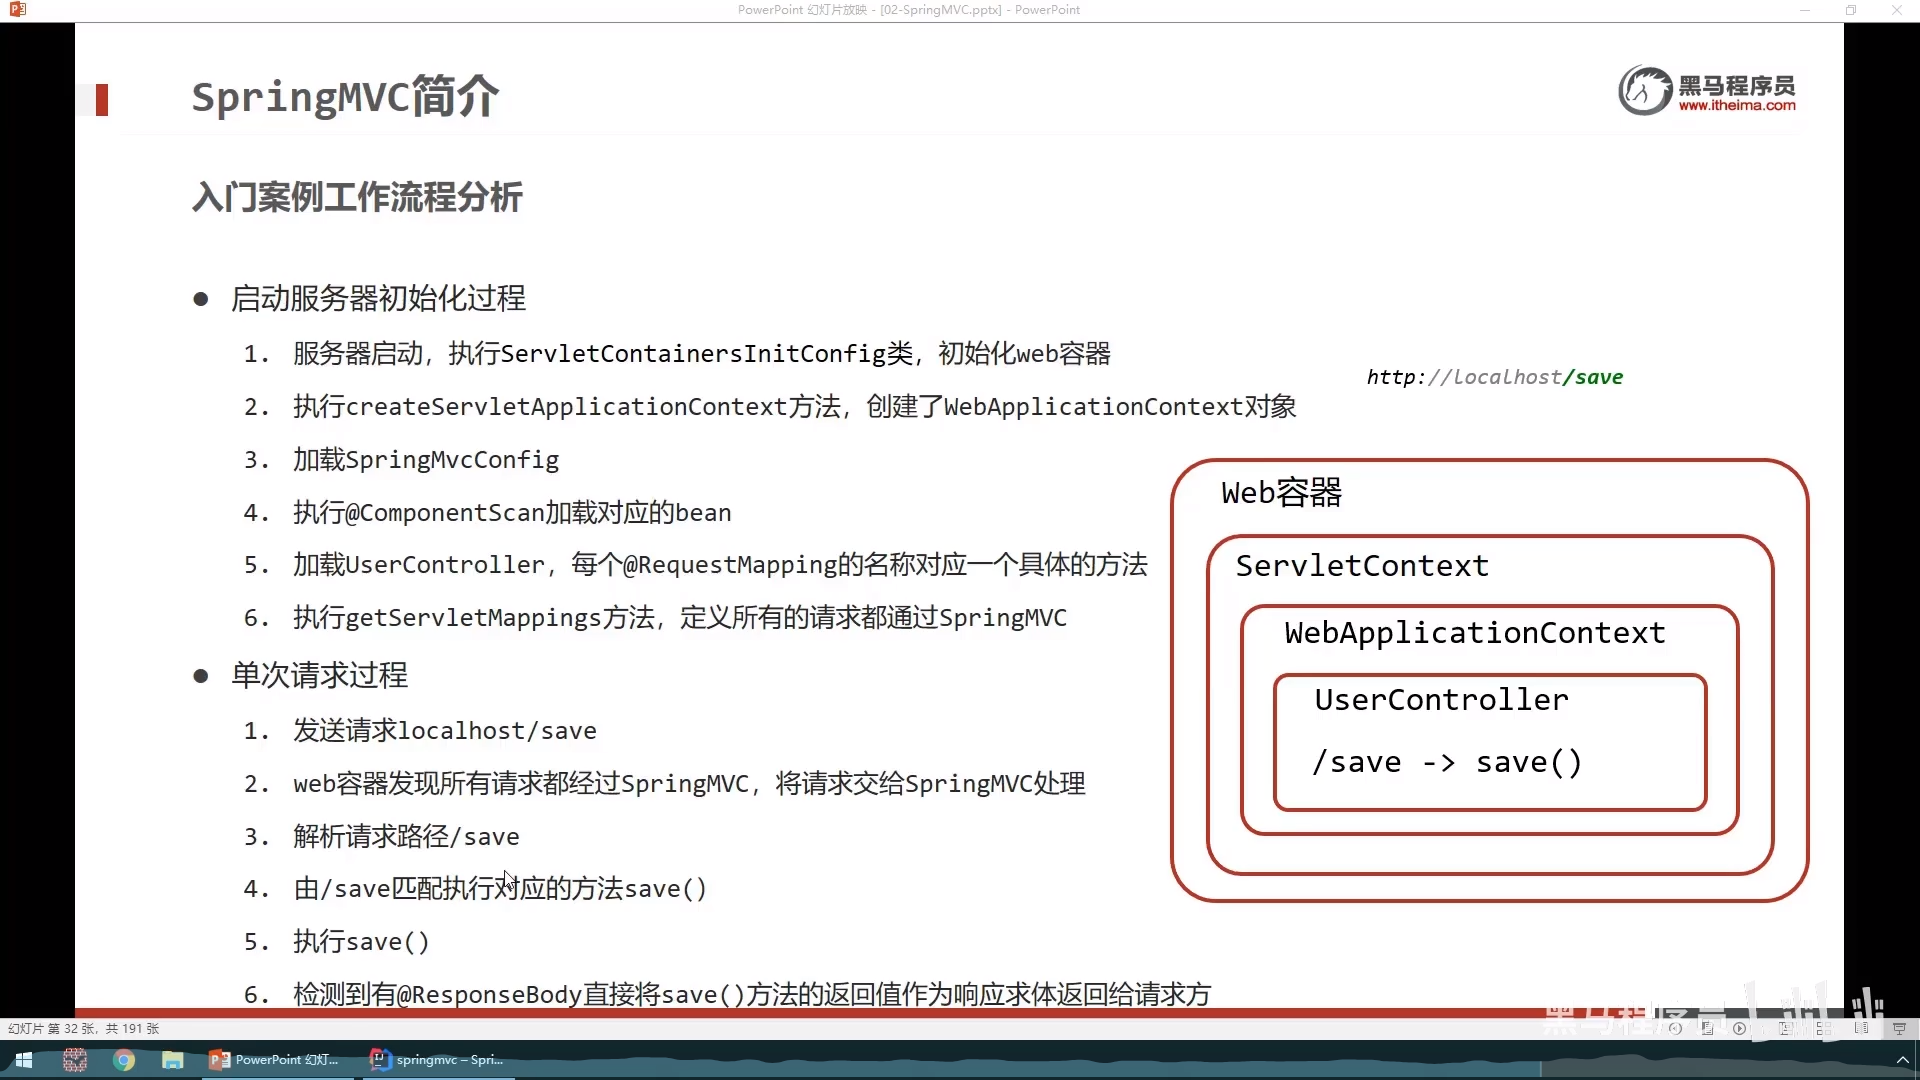 PowerPoint 幻灯片放映 - [02-SpringMVC.pptx] - PowerPoint
SpringMVC简介
黑马程序员
www.itheima.com
入门案例工作流程分析
● 启动服务器初始化过程
1. 服务器启动，执行ServletContainersInitConfig类，初始化web容器
2. 执行createServletApplicationContext方法，创建了WebApplicationContext对象
3. 加载SpringMvcConfig
4. 执行@ComponentScan加载对应的bean
5. 加载UserController，每个@RequestMapping的名称对应一个具体的方法
6. 执行getServletMappings方法，定义所有的请求都通过SpringMVC
● 单次请求过程
1. 发送请求localhost/save
2. web容器发现所有请求都经过SpringMVC，将请求交给SpringMVC处理
3. 解析请求路径/save
4. 由/save匹配执行对应的方法save()
5. 执行save()
6. 检测到有@ResponseBody直接将save()方法的返回值作为响应求体返回给请求方
http://localhost/save
Web容器
ServletContext
WebApplicationContext
UserController
/save -> save()
黑马程序员
幻灯片 第 32 张，共 191 张
PowerPoint 幻灯...
springmvc – Spri...